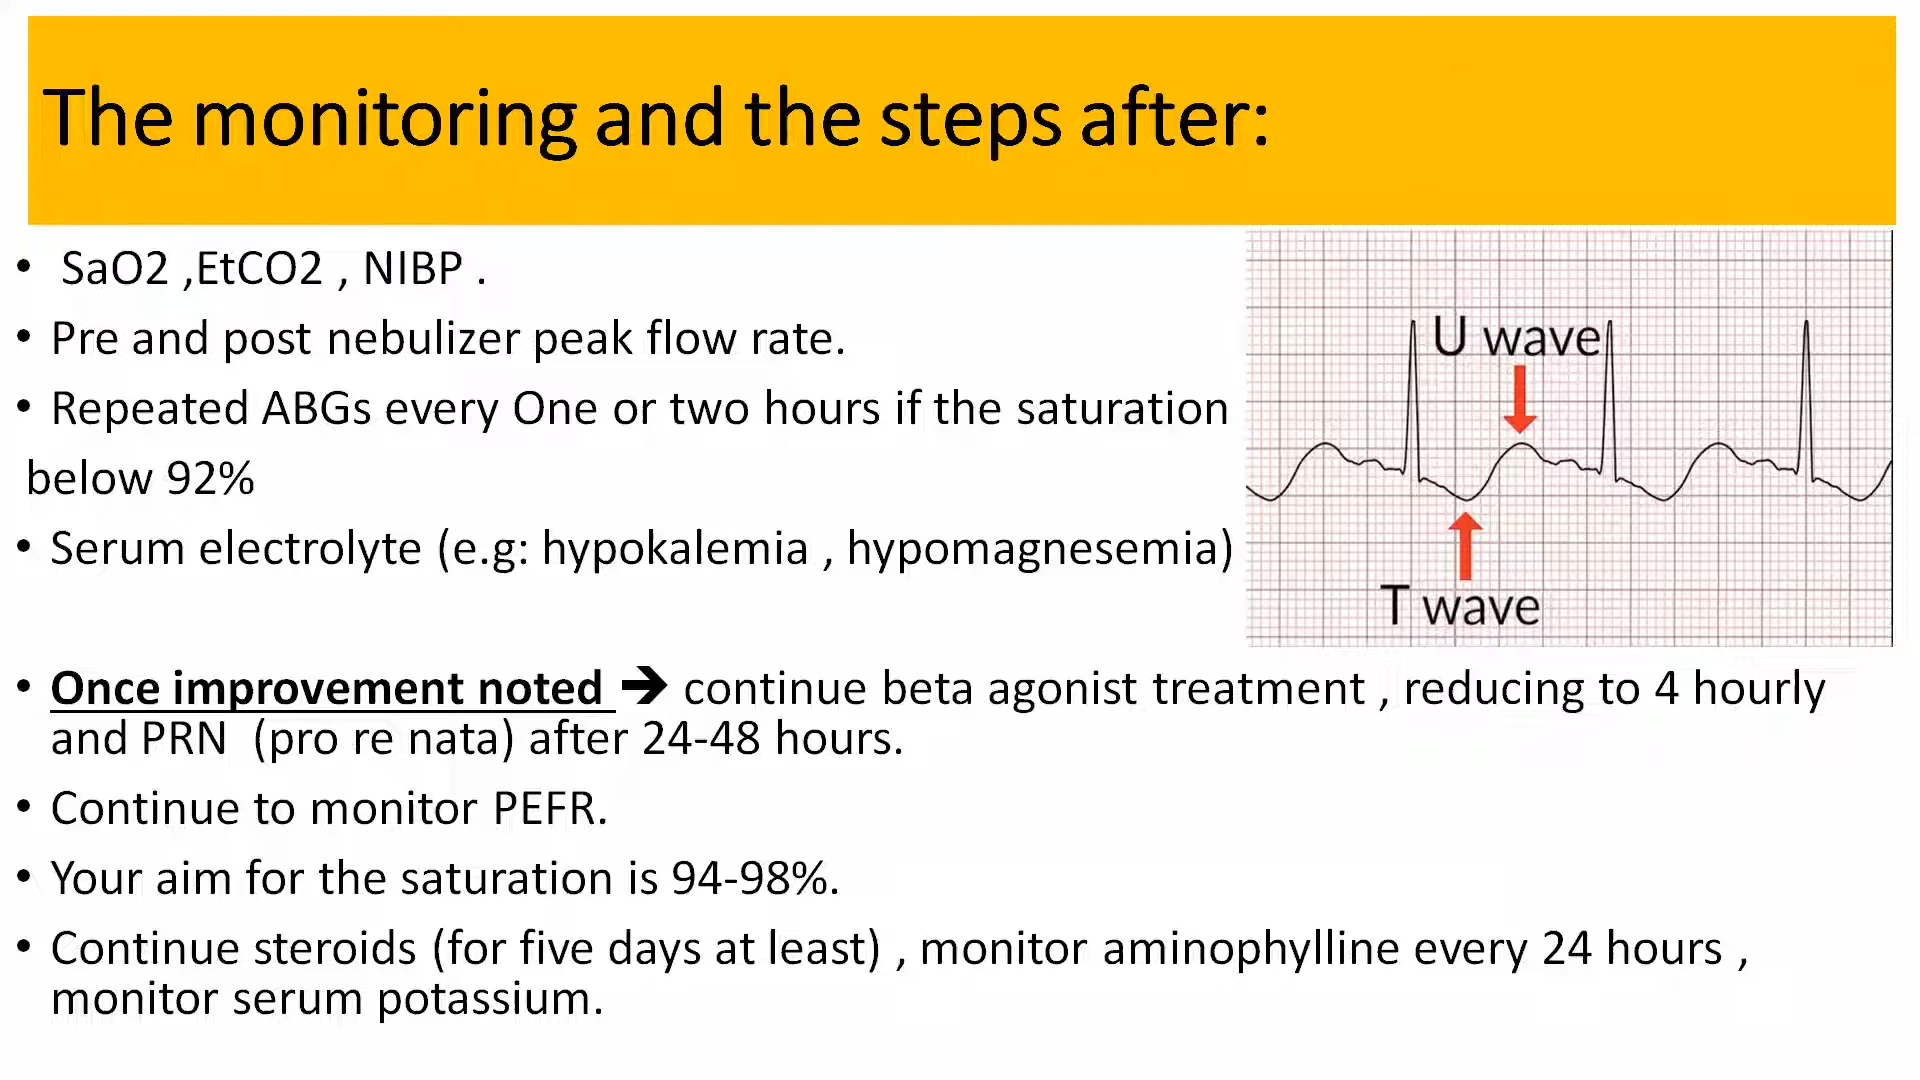 The monitoring and the steps after:
• SaO2 ,EtCO2 , NIBP .
• Pre and post nebulizer peak flow rate.
• Repeated ABGs every One or two hours if the saturation
below 92%
• Serum electrolyte (e.g: hypokalemia , hypomagnesemia)
U wave
T wave
• Once improvement noted 🡺 continue beta agonist treatment , reducing to 4 hourly
and PRN (pro re nata) after 24-48 hours.
• Continue to monitor PEFR.
• Your aim for the saturation is 94-98%.
• Continue steroids (for five days at least) , monitor aminophylline every 24 hours ,
monitor serum potassium.